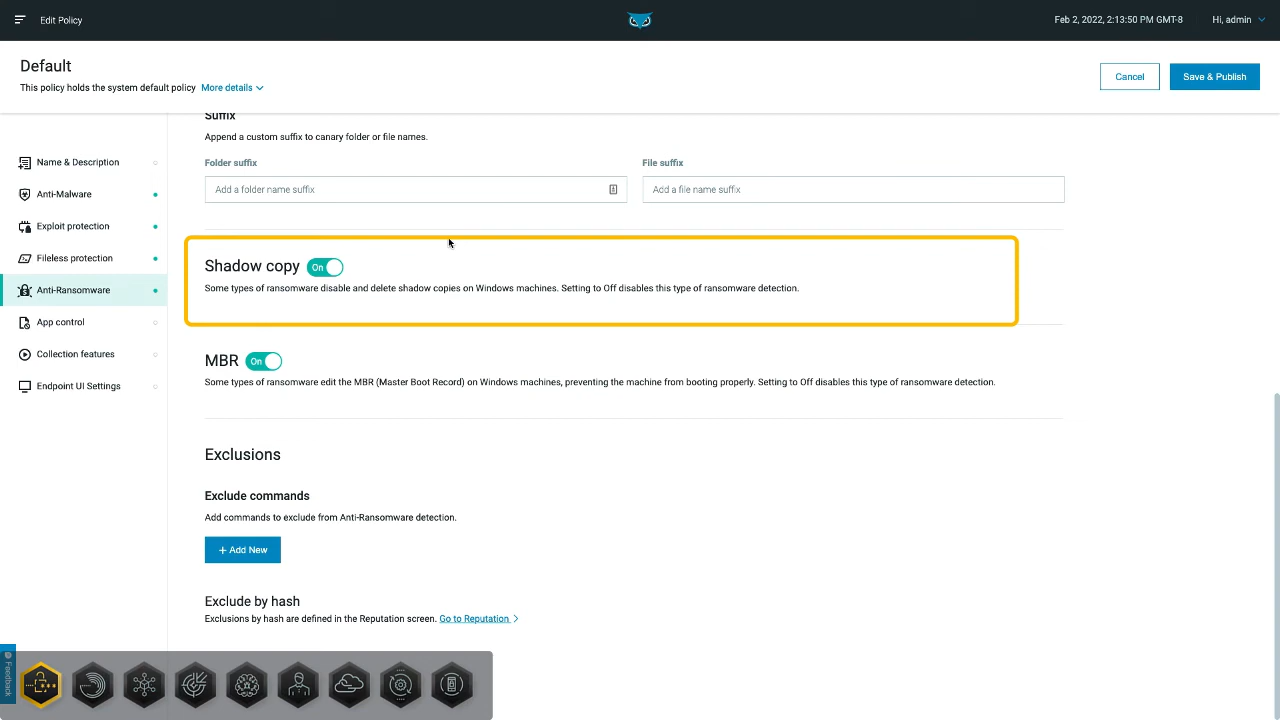 Edit Policy
Feb 2, 2022, 2:13:50 PM GMT-8
Hi, admin
Default
This policy holds the system default policy More details
Cancel
Save & Publish
Name & Description
Anti-Malware
Exploit protection
Fileless protection
Anti-Ransomware
App control
Collection features
Endpoint UI Settings
Suffix
Append a custom suffix to canary folder or file names.
Folder suffix
File suffix
Add a folder name suffix
Add a file name suffix
Shadow copy On
Some types of ransomware disable and delete shadow copies on Windows machines. Setting to Off disables this type of ransomware detection.
MBR On
Some types of ransomware edit the MBR (Master Boot Record) on Windows machines, preventing the machine from booting properly. Setting to Off disables this type of ransomware detection.
Exclusions
Exclude commands
Add commands to exclude from Anti-Ransomware detection.
+ Add New
Exclude by hash
Exclusions by hash are defined in the Reputation screen. Go to Reputation >
Feedback